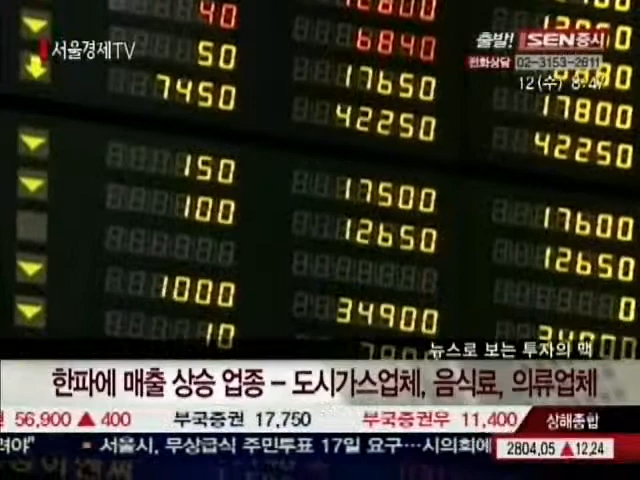 서울경제TV
출발! SEN증시
전화상담 02-3153-2611
12(수) 8:47
40
6840
50 17650
7450 42250 17800
42250
150 17500 17600
100 12650 12650
0
1000 34900
10
뉴스로 보는 투자의 맥
한파에 매출 상승 업종 – 도시가스업체, 음식료, 의류업체
56,900 ▲ 400 부국증권 17,750 부국증권우 11,400 상해종합
려야" ▪ 서울시, 무상급식 주민투표 17일 요구…시의회에 2804.05 ▲12.24